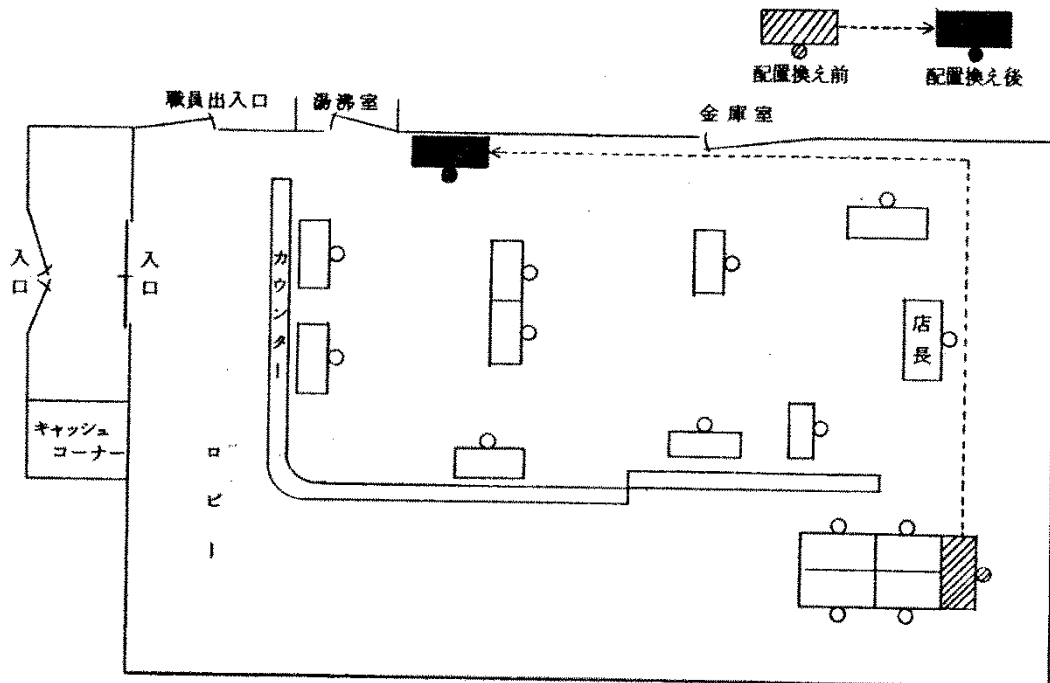 配置換え前
配置換え後
職員出入口
湯沸室
金庫室
入口
入口
カウンター
店長
キャッシュ
コーナー
ロビー